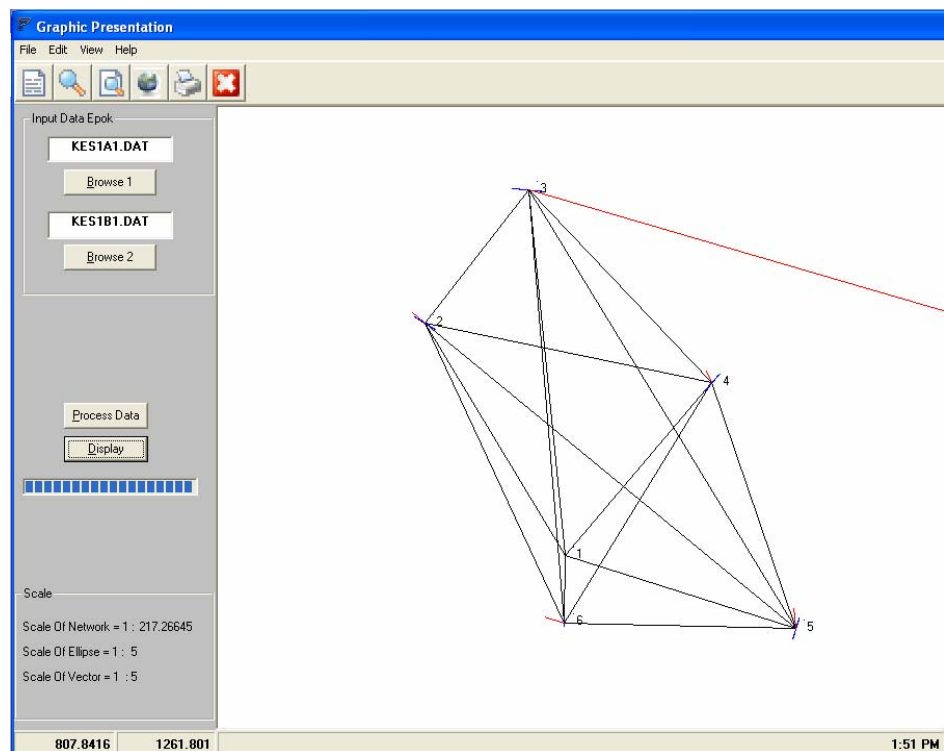 Graphic Presentation
File Edit View Help
Input Data Epok
KES1A1.DAT
Browse 1
KES1B1.DAT
Browse 2
Process Data
Display
Scale
Scale Of Network = 1 : 217.26645
Scale Of Ellipse = 1 : 5
Scale Of Vector = 1 : 5
3
2
4
1
6
5
807.8416 1261.801 1:51 PM